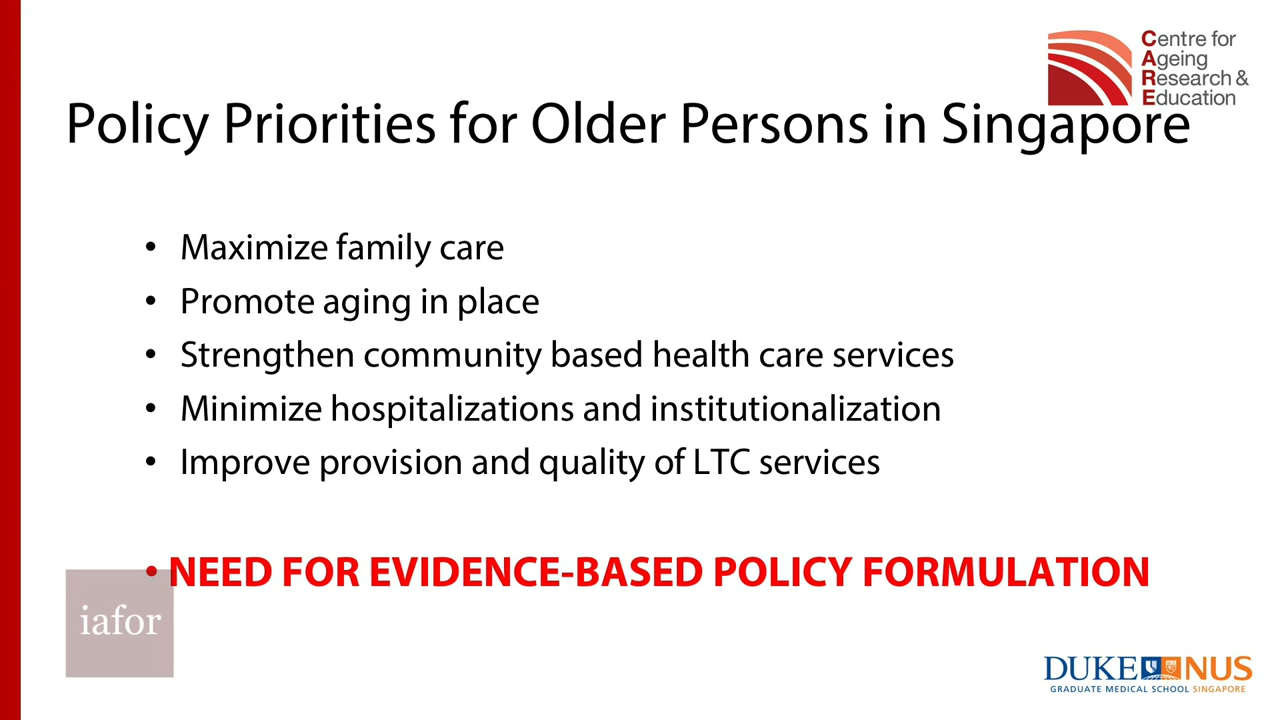 Centre for
Ageing
Research &
Education
Policy Priorities for Older Persons in Singapore
• Maximize family care
• Promote aging in place
• Strengthen community based health care services
• Minimize hospitalizations and institutionalization
• Improve provision and quality of LTC services
• NEED FOR EVIDENCE-BASED POLICY FORMULATION
iafor
DUKE NUS
GRADUATE MEDICAL SCHOOL SINGAPORE